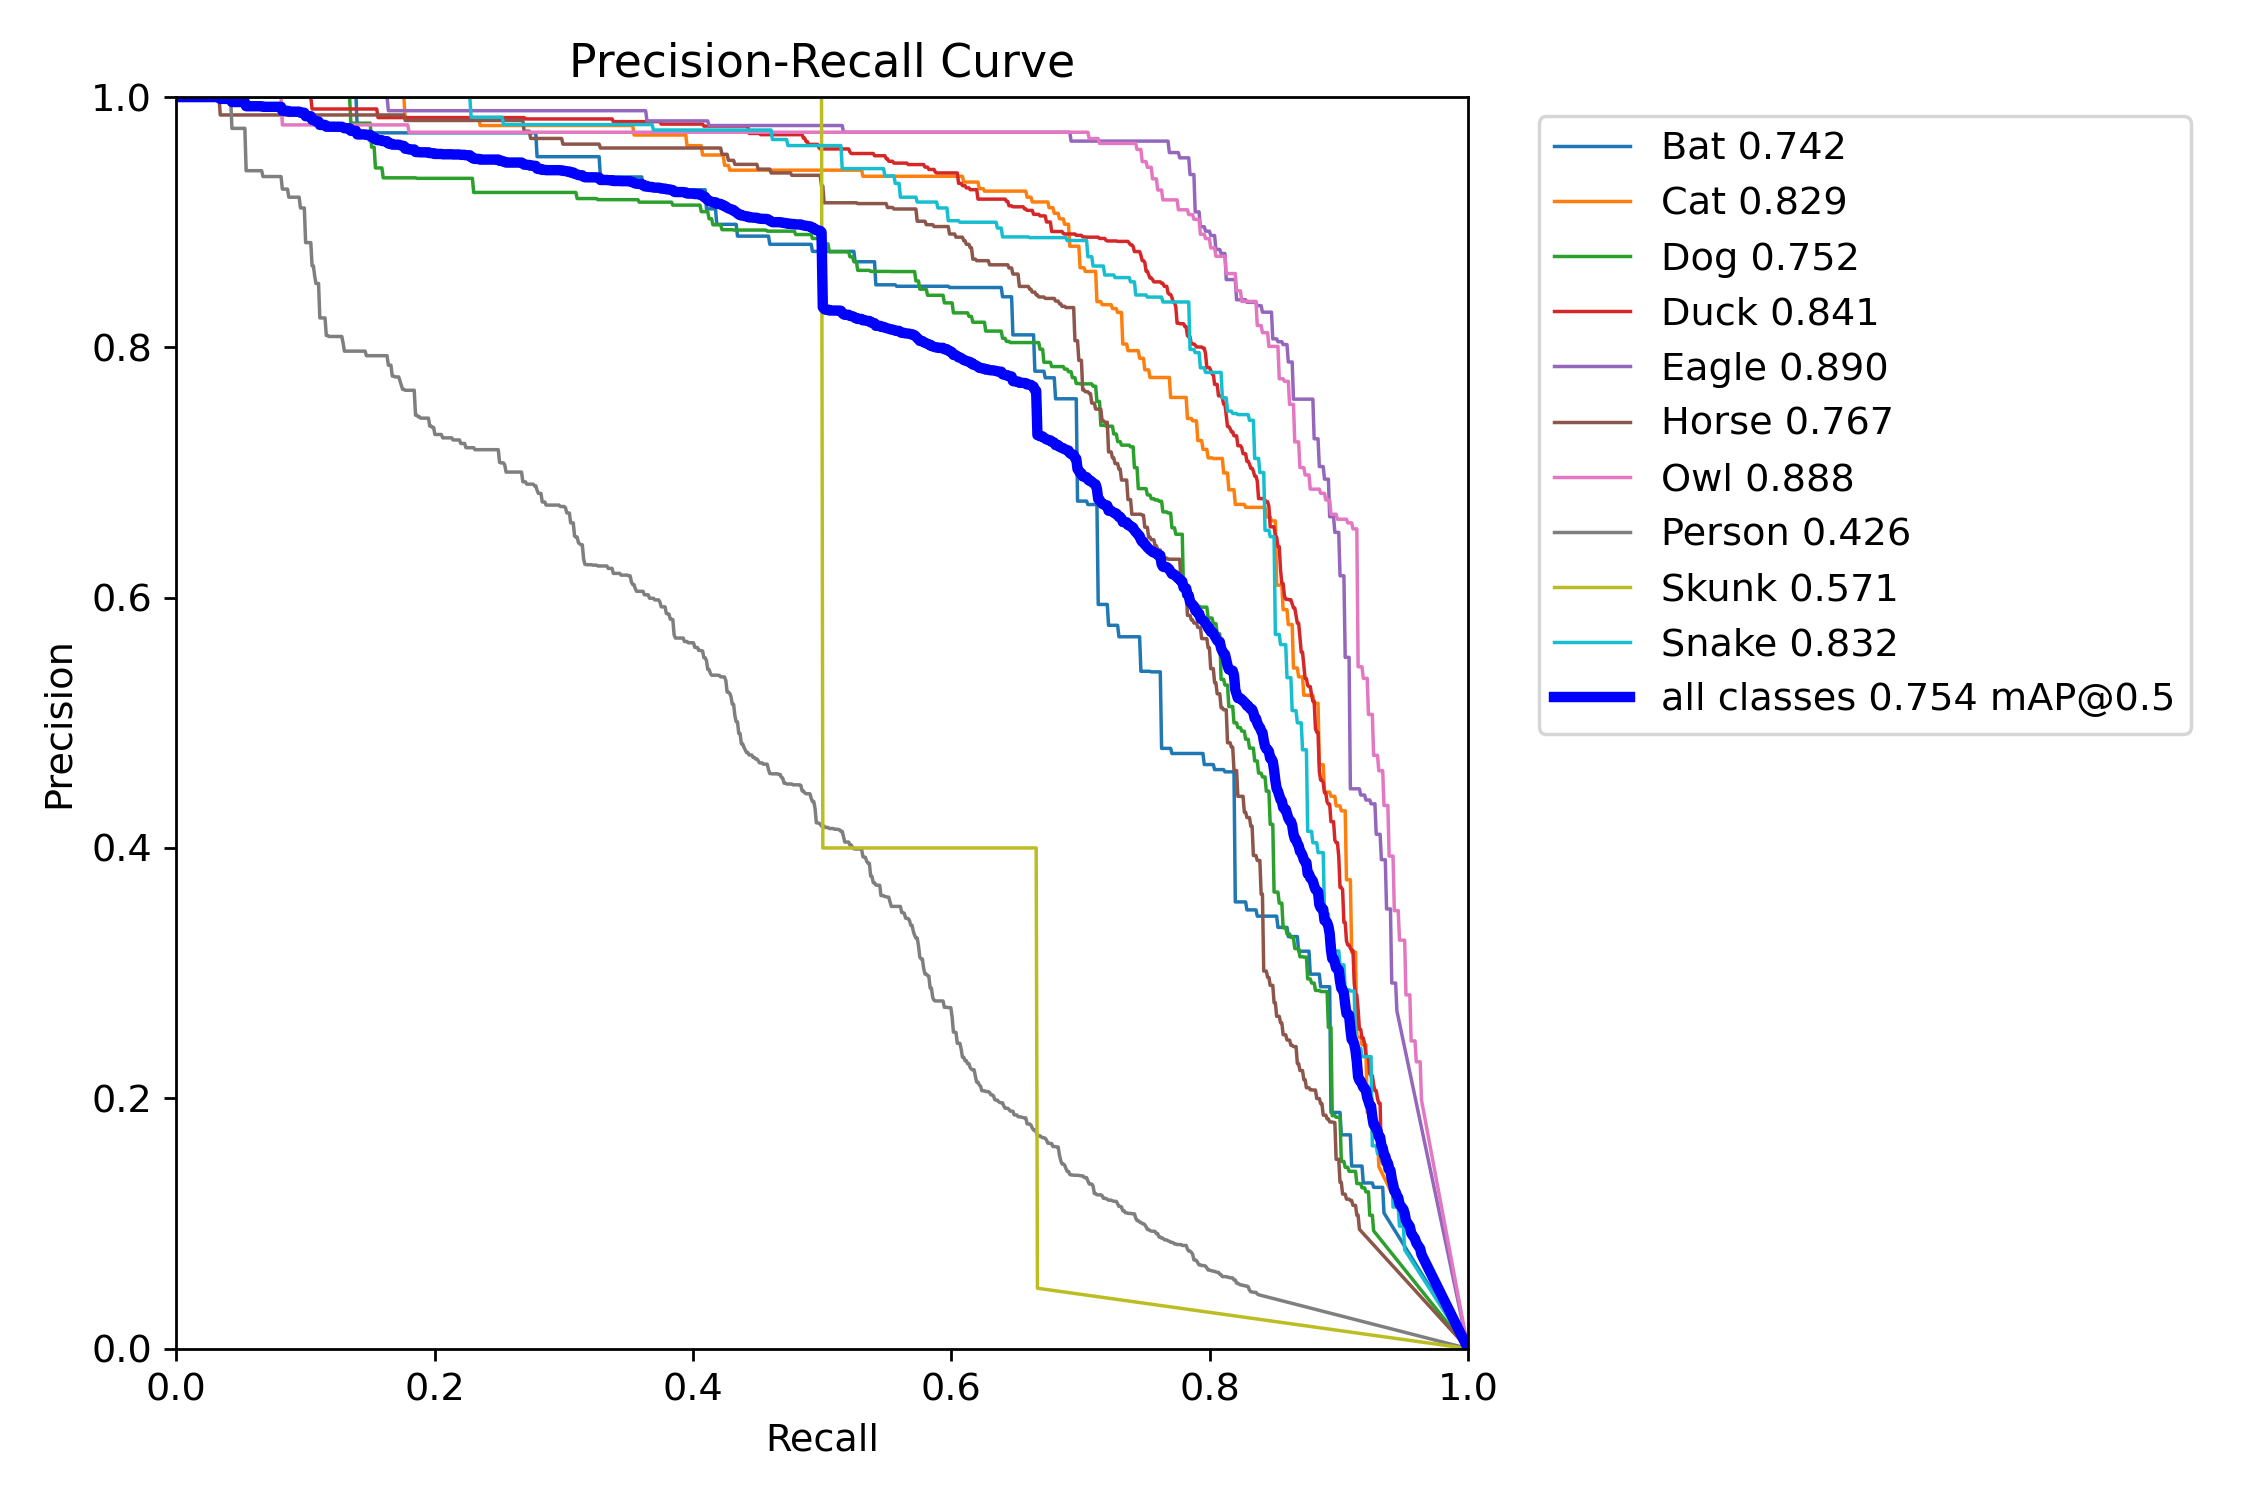 Precision-Recall Curve
1.0
0.8
0.6
0.4
0.2
0.0
Precision
0.0 0.2 0.4 0.6 0.8 1.0
Recall
Bat 0.742
Cat 0.829
Dog 0.752
Duck 0.841
Eagle 0.890
Horse 0.767
Owl 0.888
Person 0.426
Skunk 0.571
Snake 0.832
all classes 0.754 mAP@0.5